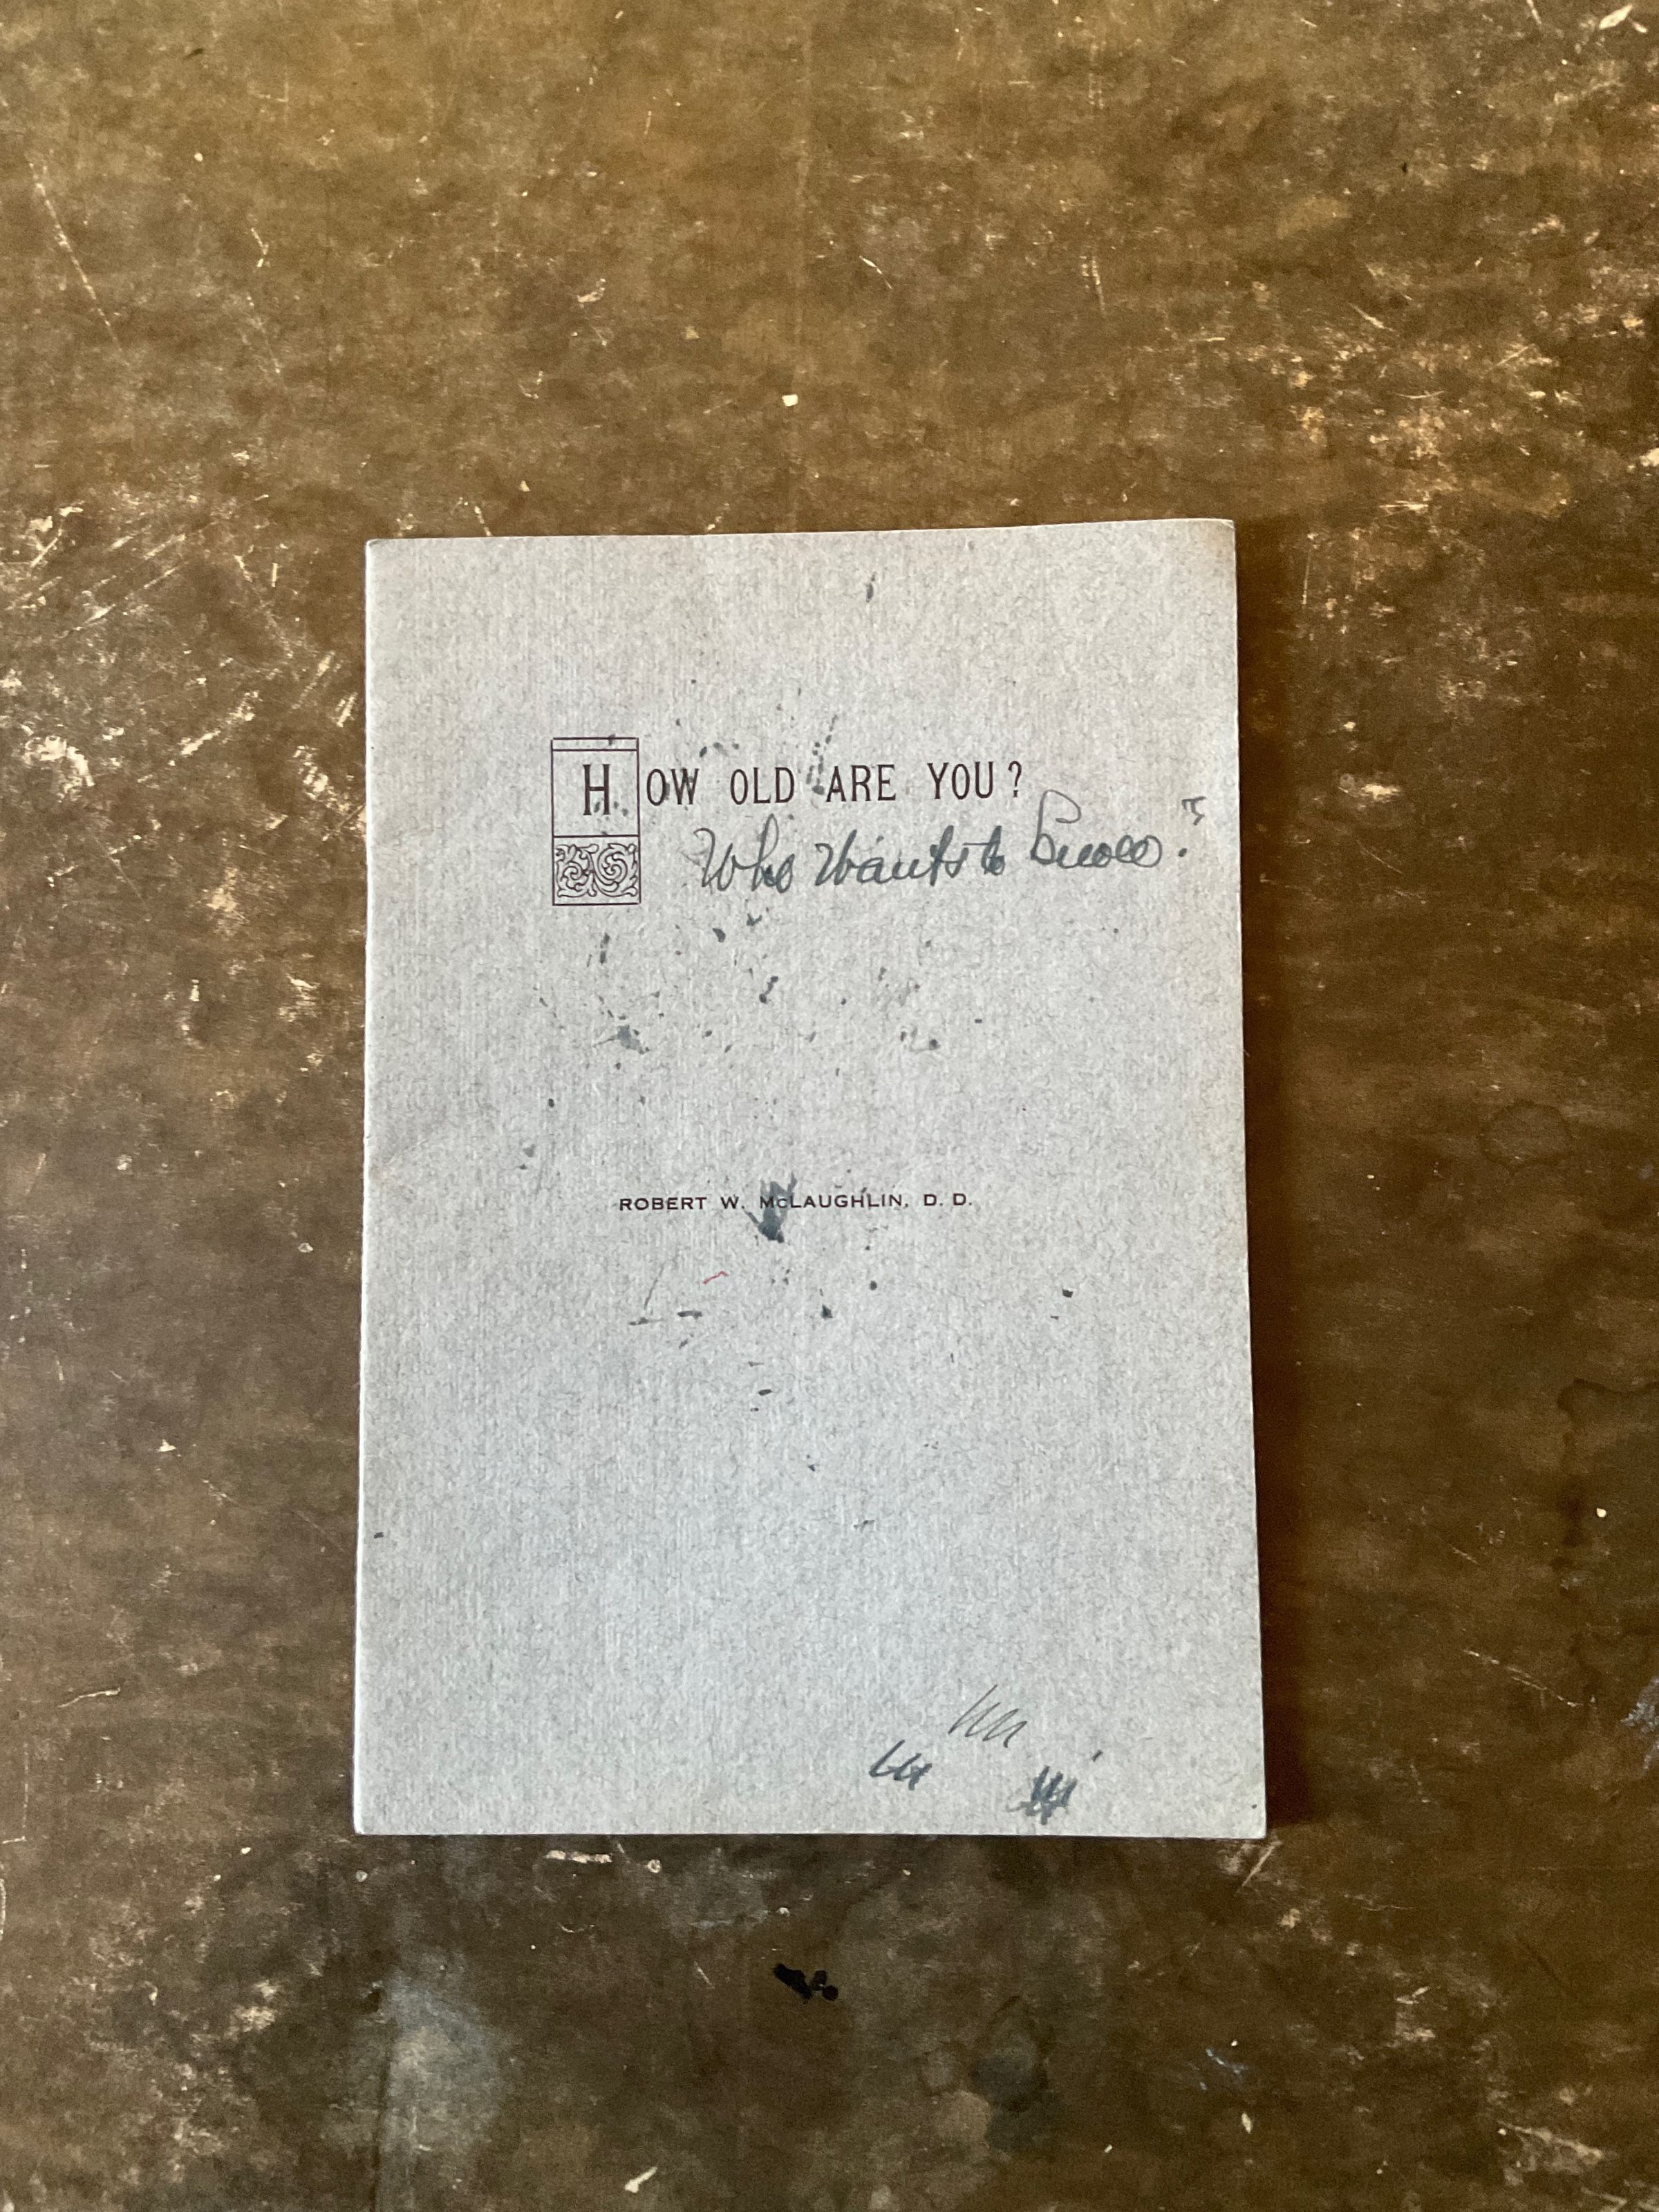 HOW OLD ARE YOU?
Who Wants to Know?
ROBERT W. McLAUGHLIN, D. D.